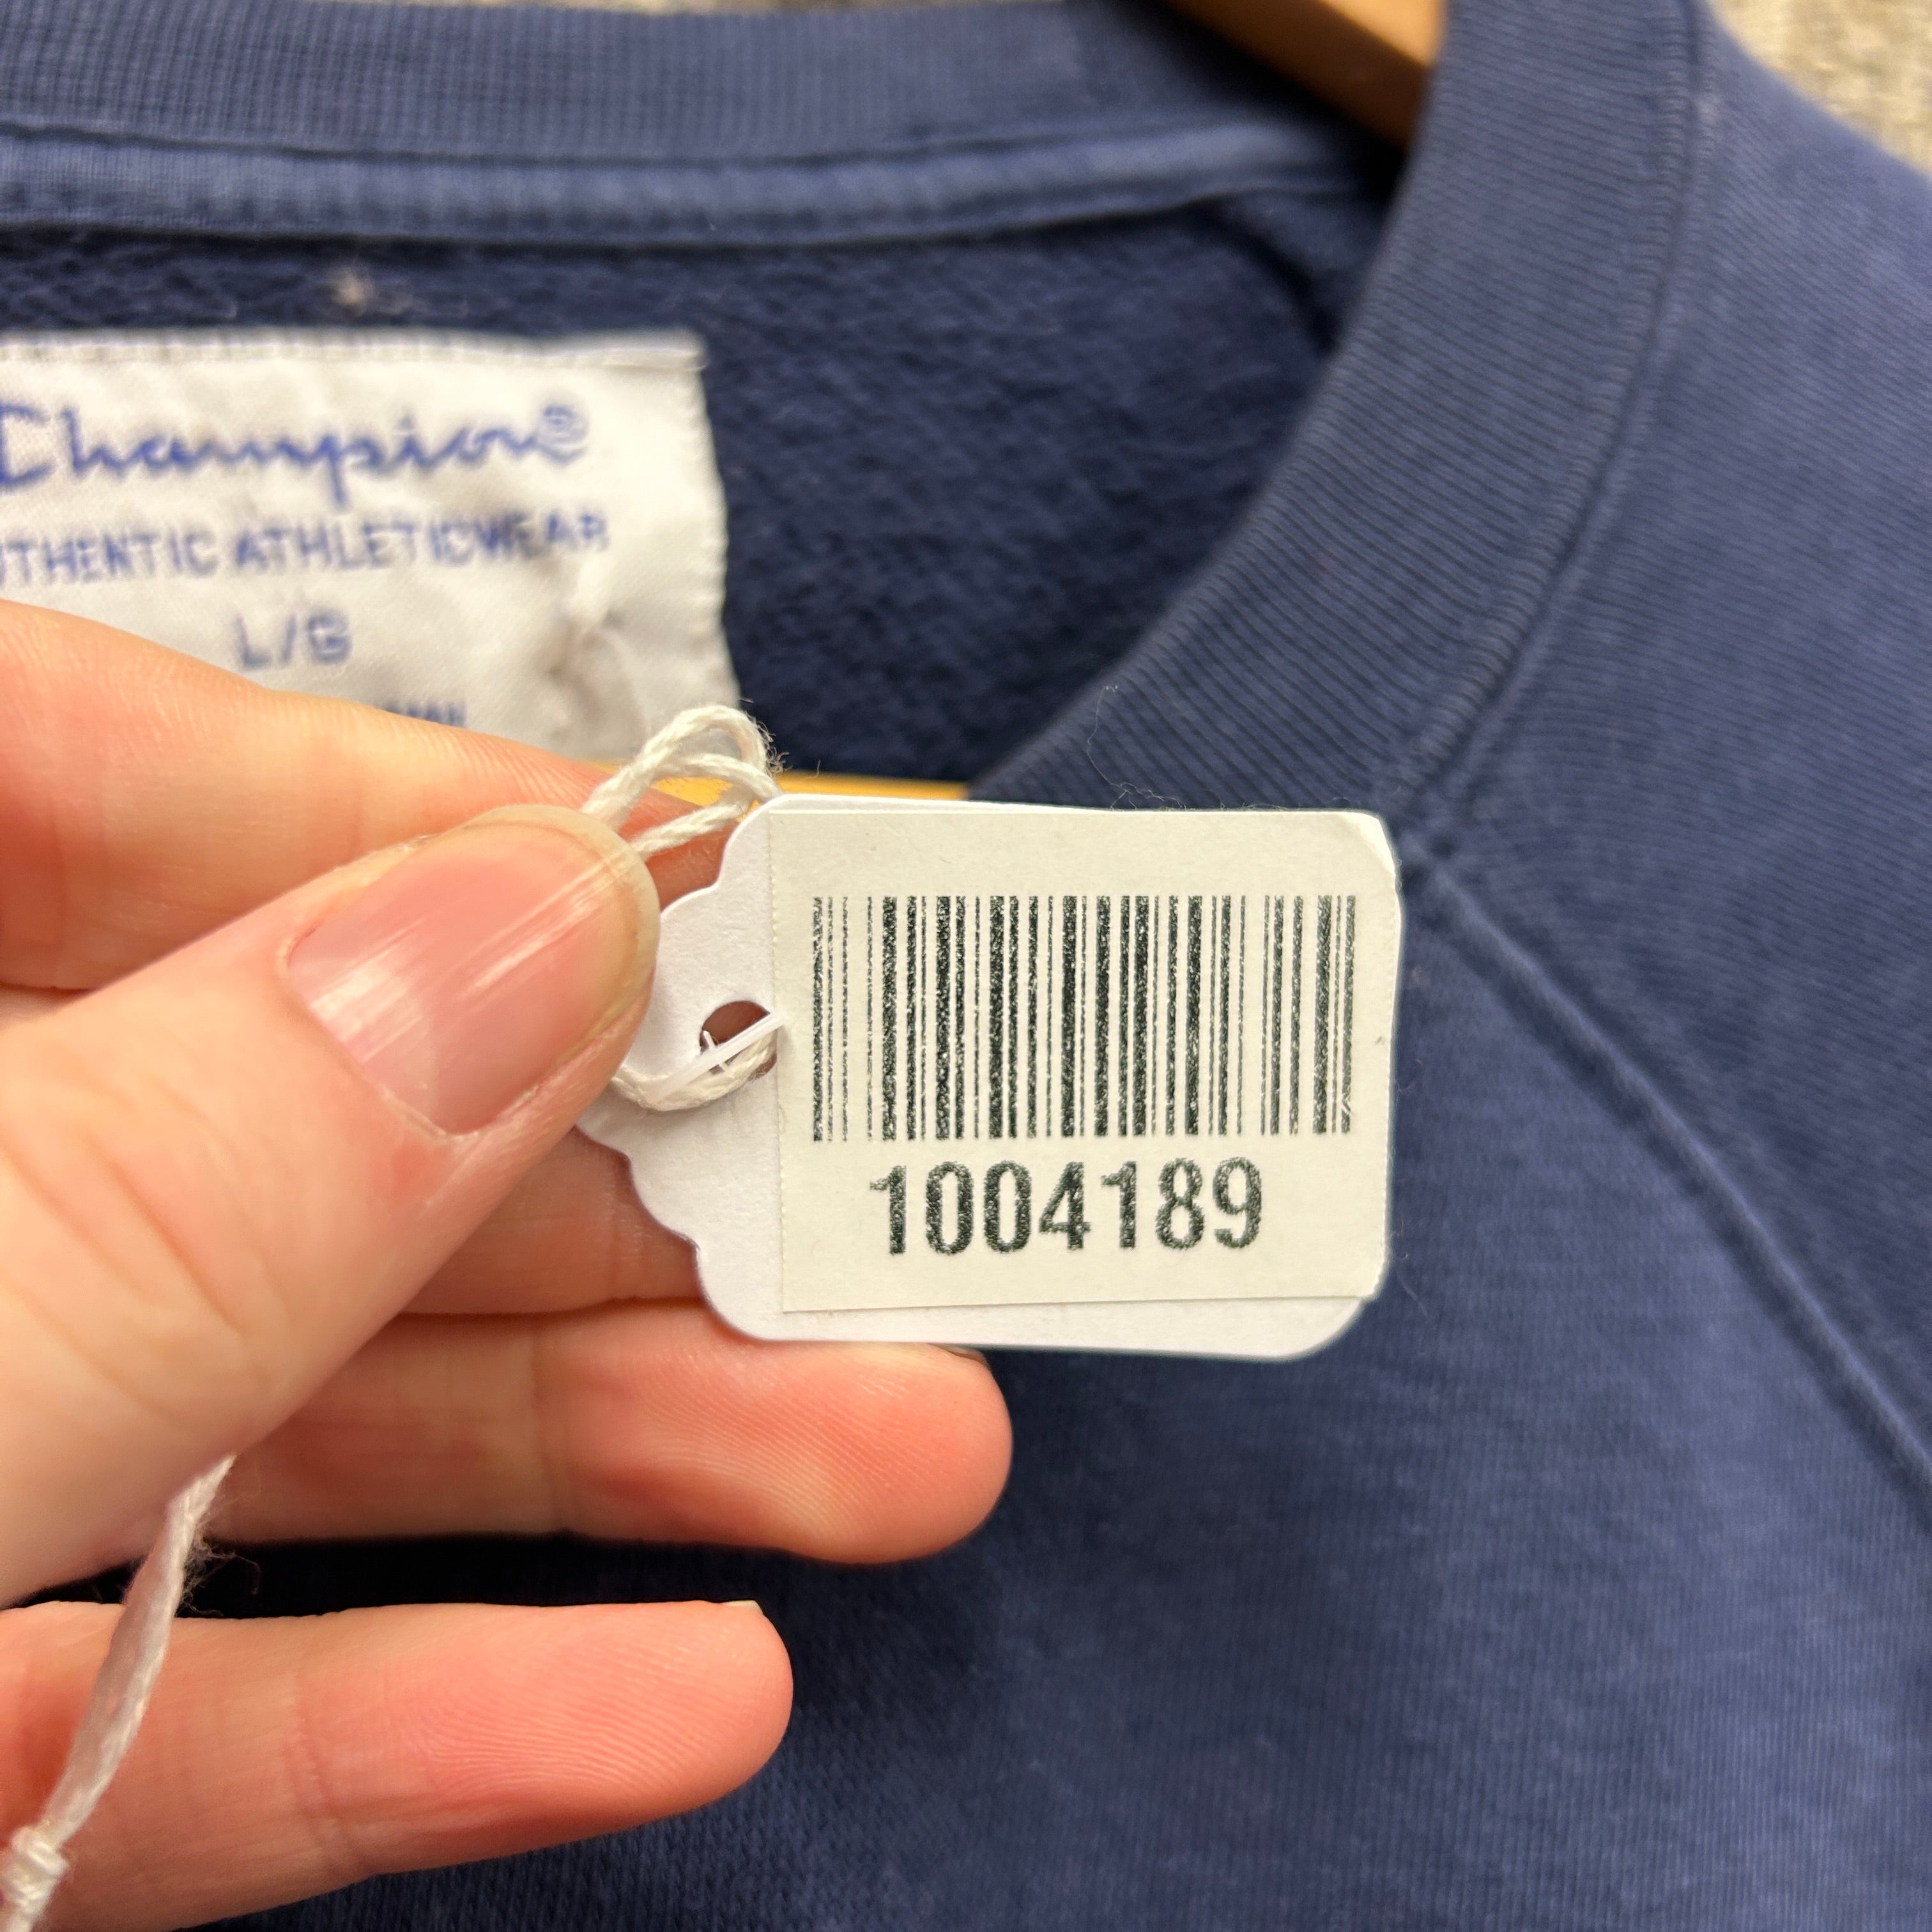 Champion®
UTHENTIC ATHLETICWEAR
L/G
1004189